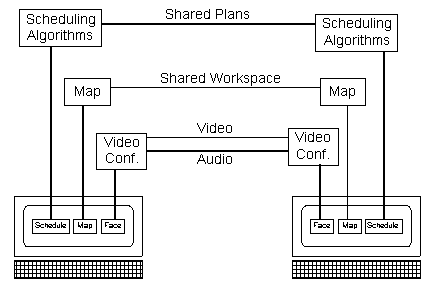 Scheduling
Algorithms
Shared Plans
Scheduling
Algorithms
Map
Shared Workspace
Map
Video
Conf.
Video
Audio
Video
Conf.
Schedule
Map
Face
Face
Map
Schedule